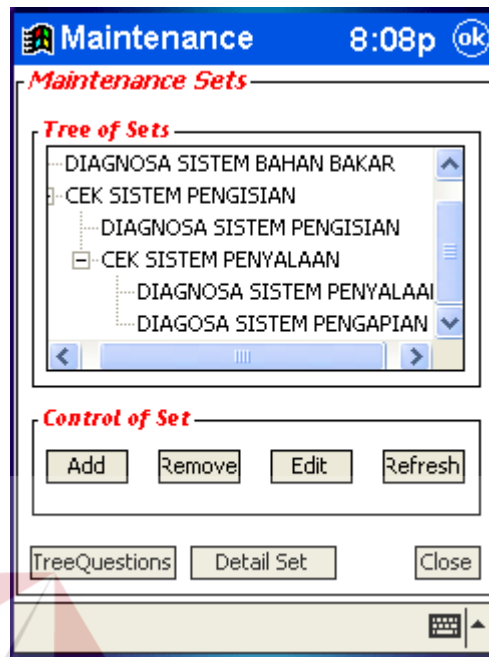 Maintenance 8:08p ok
Maintenance Sets
Tree of Sets
DIAGNOSA SISTEM BAHAN BAKAR
CEK SISTEM PENGISIAN
DIAGNOSA SISTEM PENGISIAN
CEK SISTEM PENYALAAN
DIAGNOSA SISTEM PENYALAA
DIAGOSA SISTEM PENGAPIAN
Control of Set
Add Remove Edit Refresh
TreeQuestions Detail Set Close